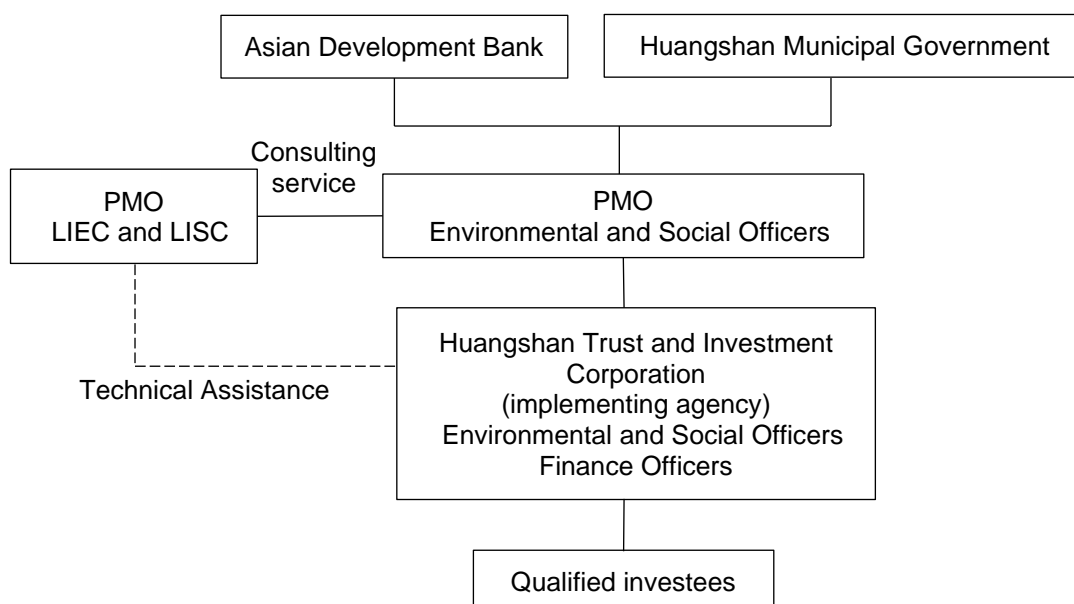 Asian Development Bank
Huangshan Municipal Government
Consulting
service
PMO
LIEC and LISC
PMO
Environmental and Social Officers
Huangshan Trust and Investment
Corporation
(implementing agency)
Environmental and Social Officers
Finance Officers
Technical Assistance
Qualified investees